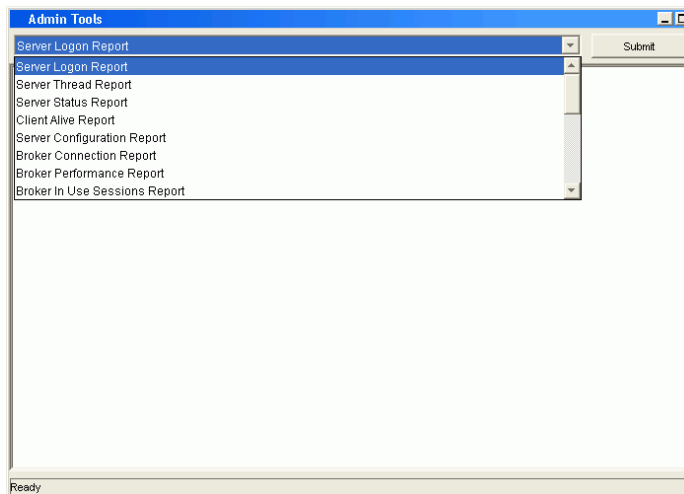 Admin Tools
Server Logon Report
Submit
Server Logon Report
Server Thread Report
Server Status Report
Client Alive Report
Server Configuration Report
Broker Connection Report
Broker Performance Report
Broker In Use Sessions Report
Ready